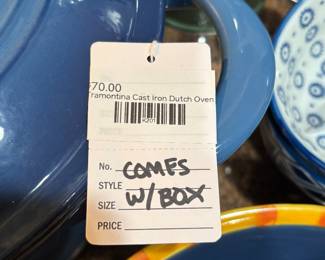 $70.00
Tramontina Cast Iron Dutch Oven
No. COMES
STYLE
SIZE W/BOX
PRICE